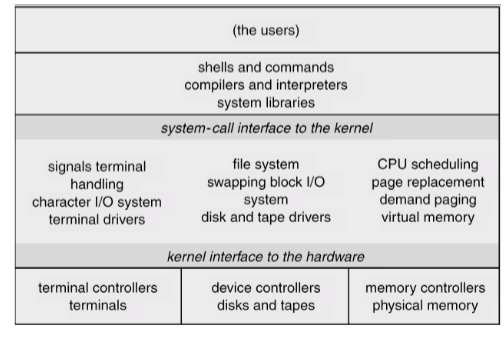 (the users)
shells and commands
compilers and interpreters
system libraries
system-call interface to the kernel
signals terminal
handling
character I/O system
terminal drivers
file system
swapping block I/O
system
disk and tape drivers
CPU scheduling
page replacement
demand paging
virtual memory
kernel interface to the hardware
terminal controllers
terminals
device controllers
disks and tapes
memory controllers
physical memory